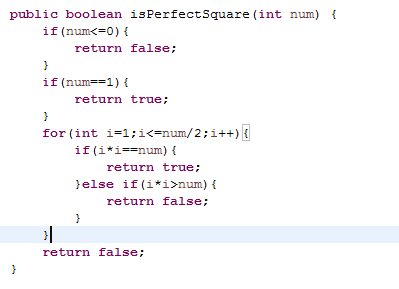 public boolean isPerfectSquare(int num) {
    if(num<=0){
        return false;
    }
    if(num==1){
        return true;
    }
    for(int i=1;i<=num/2;i++){
        if(i*i==num){
            return true;
        }else if(i*i>num){
            return false;
        }
    }
    return false;
}